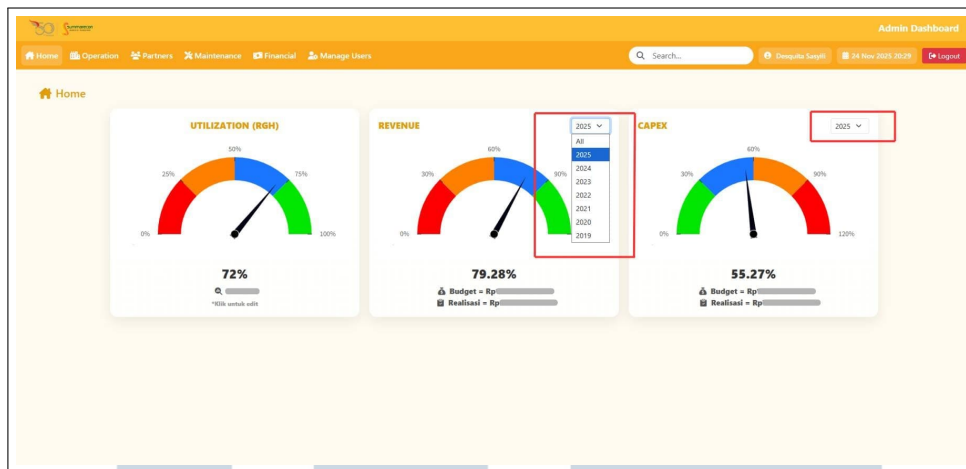 50
Admin Dashboard
Home Operation Partners Maintenance Financial Manage Users Search... 24 Nov 2025 20:29 Logout
Home
UTILIZATION (RGH)
0%
25%
50%
75%
100%
72%
*Klik untuk edit
REVENUE
2025
All
2025
2024
2023
2022
2021
2020
2019
30%
60%
90%
0%
79.28%
Budget = Rp
Realisasi = Rp
CAPEX
2025
0%
30%
60%
90%
120%
55.27%
Budget = Rp
Realisasi = Rp